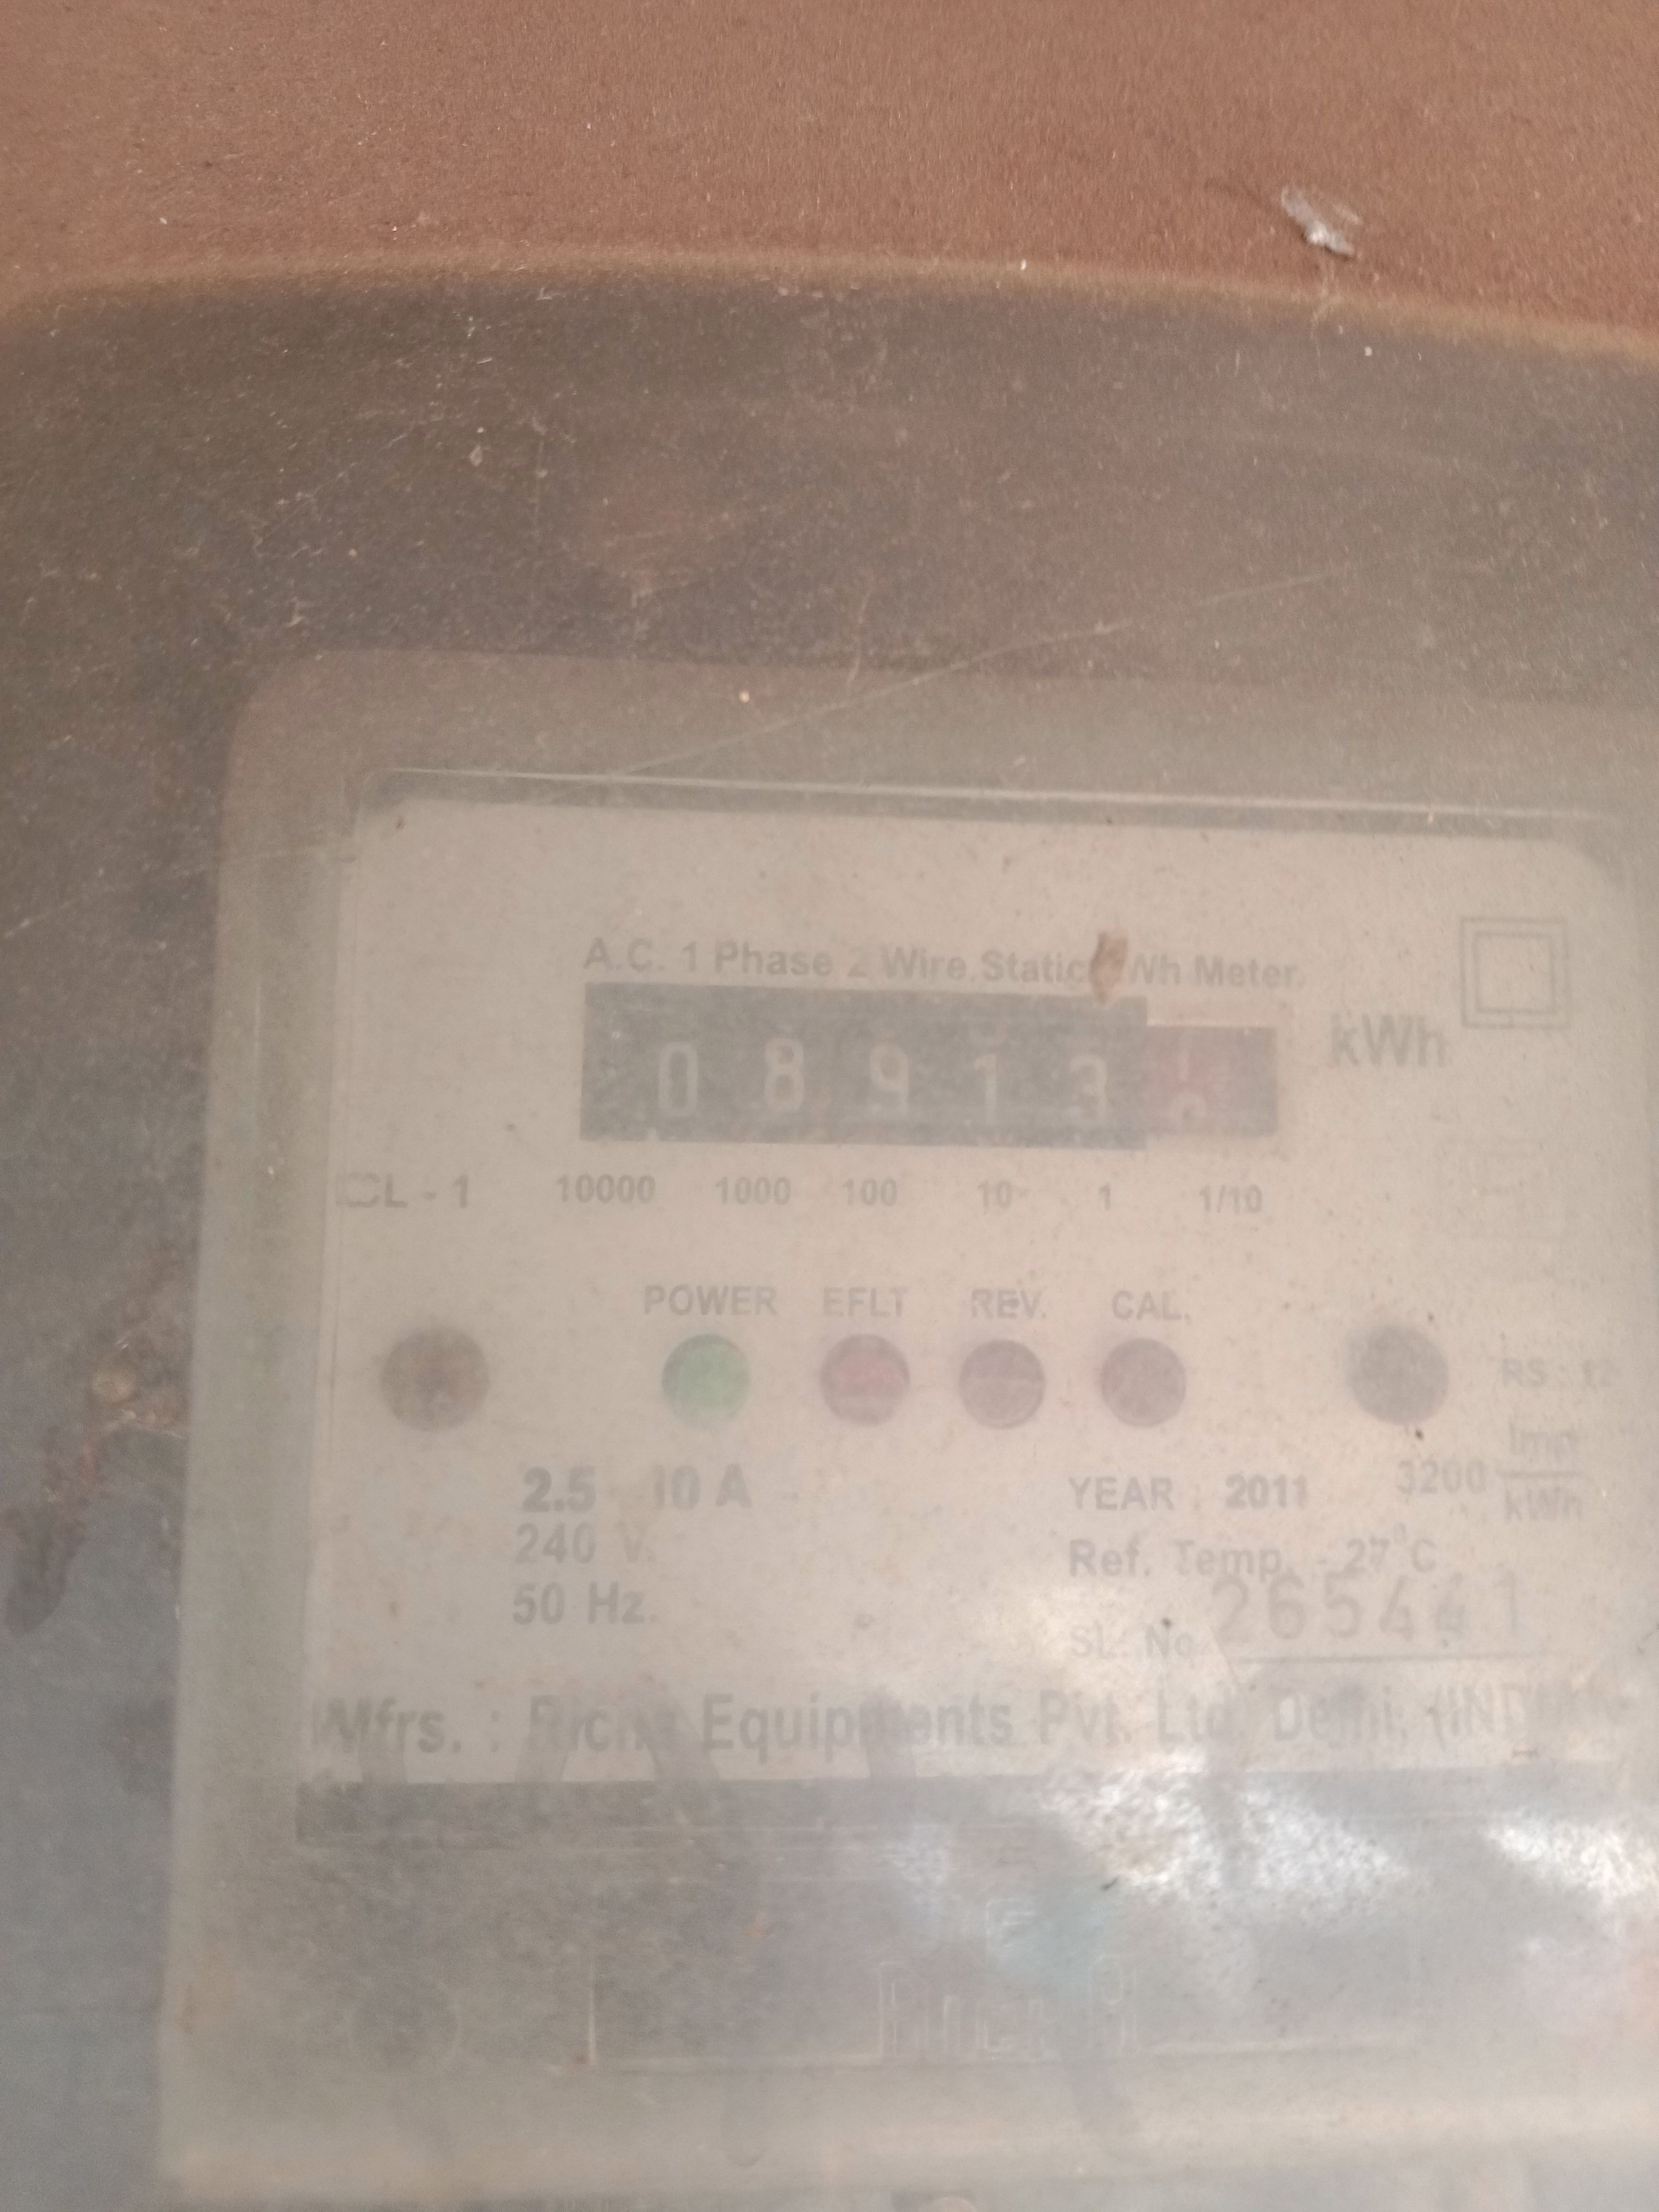 A.C. 1 Phase 2 Wire Static Wh Meter
0 8 9 1 3
kWh
CL - 1
10000 1000 100 10 1 1/10
POWER EFLT REV. CAL.
2.5 10 A
240 V.
50 Hz.
YEAR : 2011
3200 Imp
kWh
Ref. Temp. - 27°C
SL. No 265441
Mfrs. : Equipments Pvt. Ltd. Delhi.